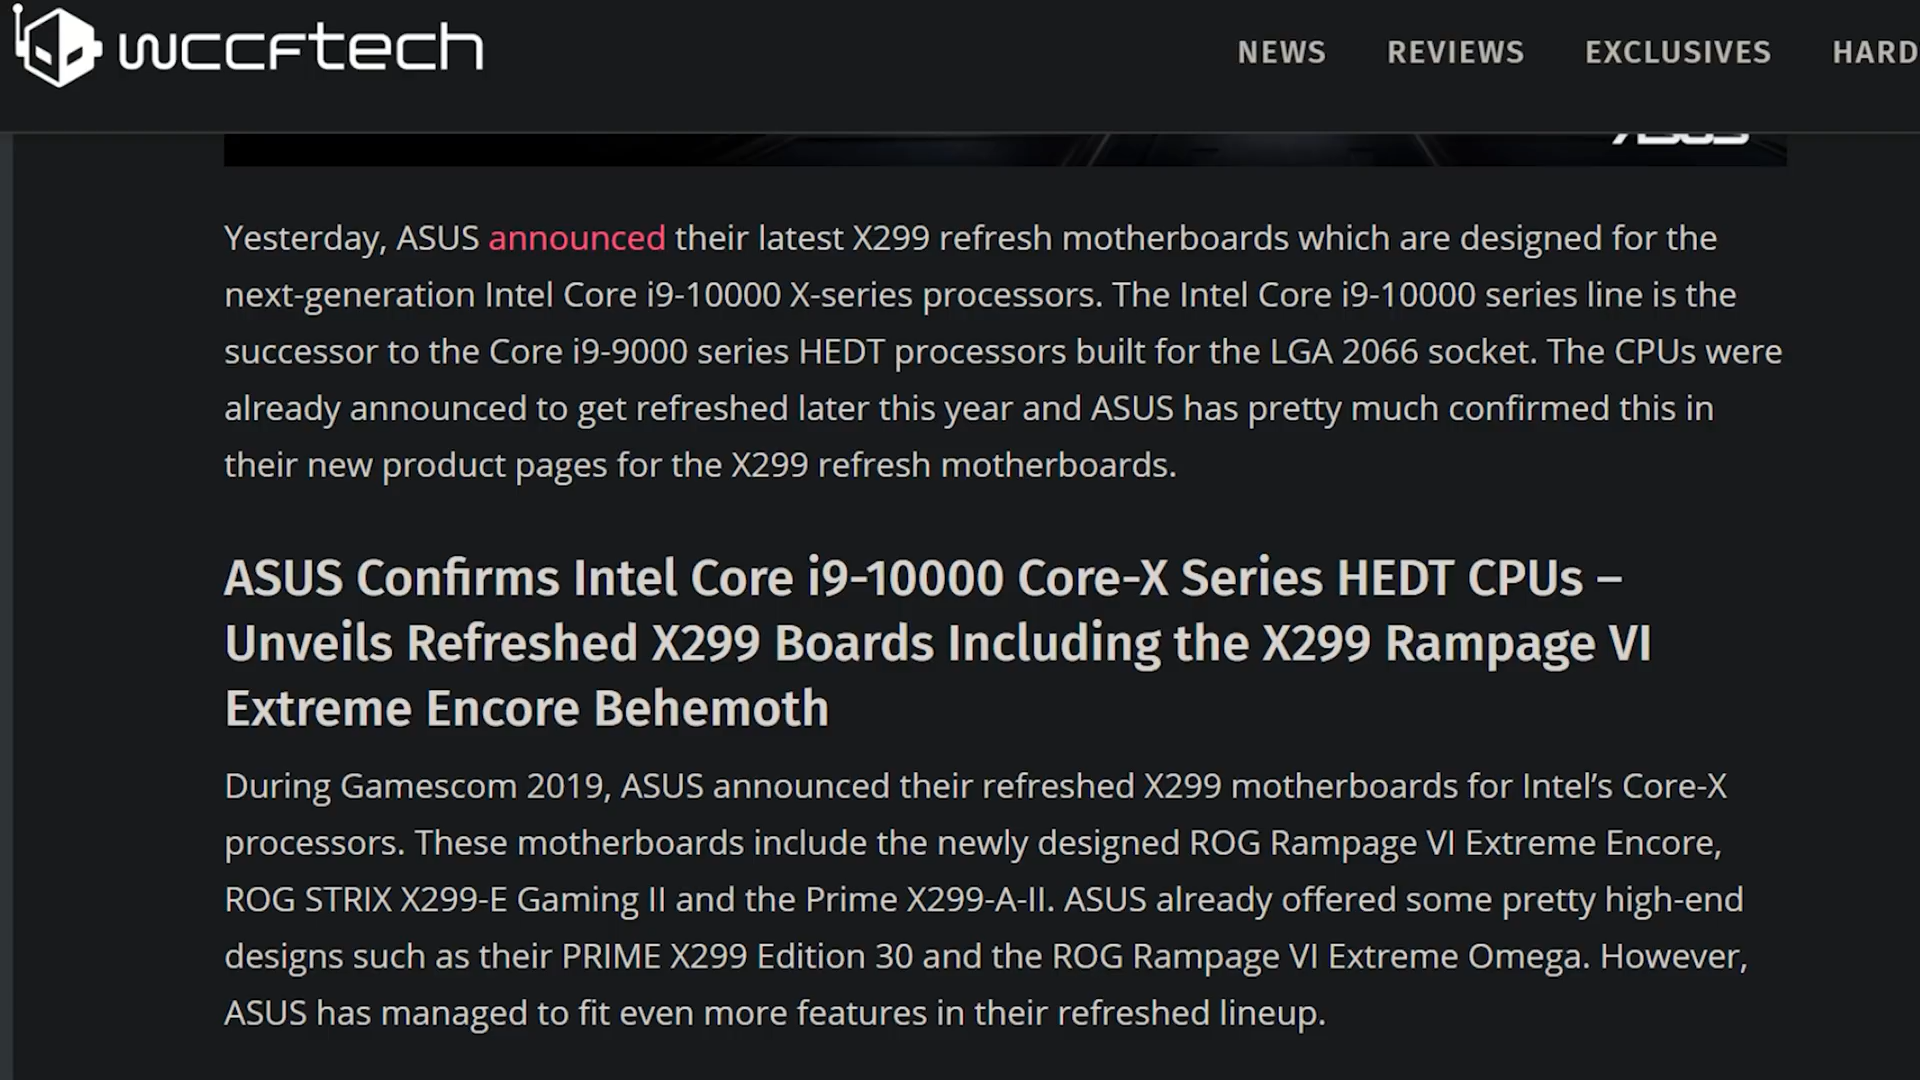 wccftech
NEWS REVIEWS EXCLUSIVES HARD
ASUS
Yesterday, ASUS announced their latest X299 refresh motherboards which are designed for the
next-generation Intel Core i9-10000 X-series processors. The Intel Core i9-10000 series line is the
successor to the Core i9-9000 series HEDT processors built for the LGA 2066 socket. The CPUs were
already announced to get refreshed later this year and ASUS has pretty much confirmed this in
their new product pages for the X299 refresh motherboards.
ASUS Confirms Intel Core i9-10000 Core-X Series HEDT CPUs –
Unveils Refreshed X299 Boards Including the X299 Rampage VI
Extreme Encore Behemoth
During Gamescom 2019, ASUS announced their refreshed X299 motherboards for Intel’s Core-X
processors. These motherboards include the newly designed ROG Rampage VI Extreme Encore,
ROG STRIX X299-E Gaming II and the Prime X299-A-II. ASUS already offered some pretty high-end
designs such as their PRIME X299 Edition 30 and the ROG Rampage VI Extreme Omega. However,
ASUS has managed to fit even more features in their refreshed lineup.